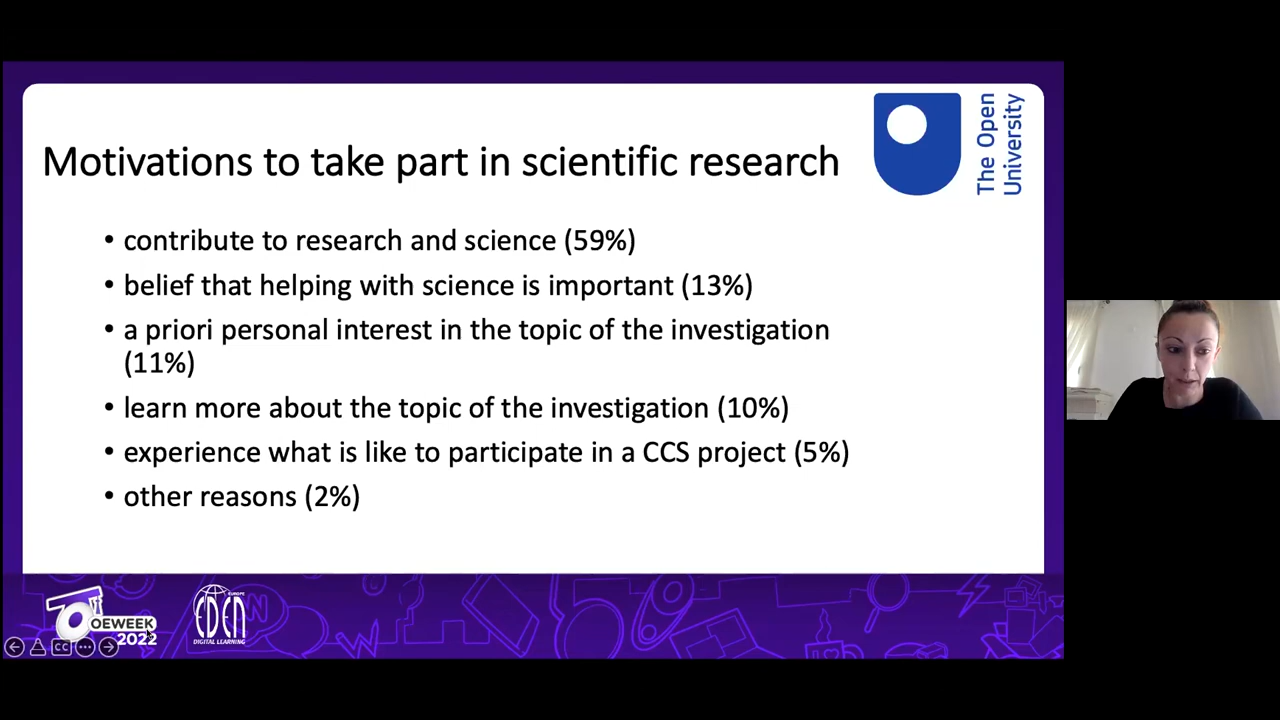 Motivations to take part in scientific research
The Open
University
• contribute to research and science (59%)
• belief that helping with science is important (13%)
• a priori personal interest in the topic of the investigation
(11%)
• learn more about the topic of the investigation (10%)
• experience what is like to participate in a CCS project (5%)
• other reasons (2%)
OEWEEK
2022
CC
EUROPE
EDEN
DIGITAL LEARNING